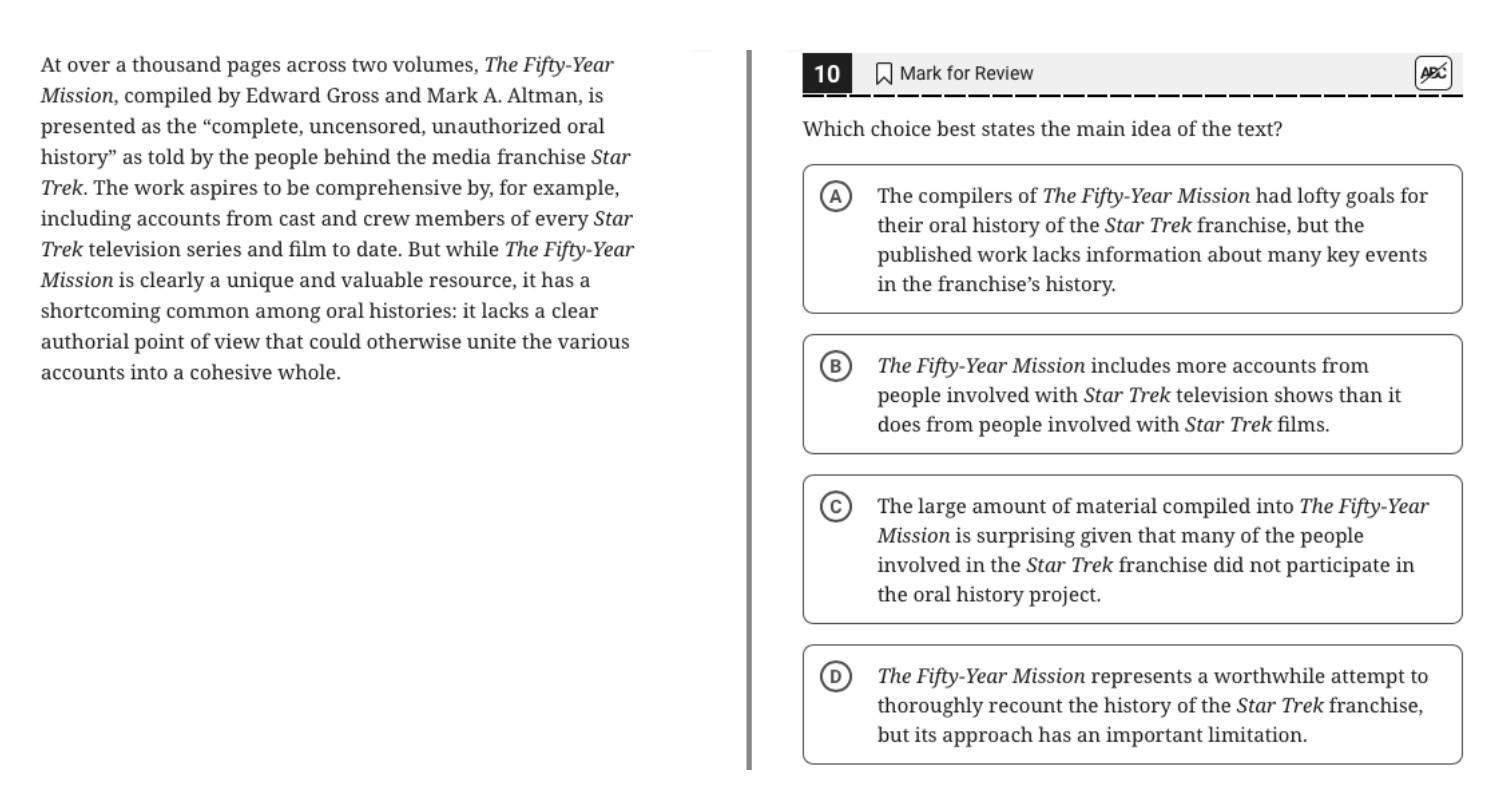 At over a thousand pages across two volumes, The Fifty-Year
Mission, compiled by Edward Gross and Mark A. Altman, is
presented as the “complete, uncensored, unauthorized oral
history” as told by the people behind the media franchise Star
Trek. The work aspires to be comprehensive by, for example,
including accounts from cast and crew members of every Star
Trek television series and film to date. But while The Fifty-Year
Mission is clearly a unique and valuable resource, it has a
shortcoming common among oral histories: it lacks a clear
authorial point of view that could otherwise unite the various
accounts into a cohesive whole.
10 Mark for Review ABC
Which choice best states the main idea of the text?
A The compilers of The Fifty-Year Mission had lofty goals for
their oral history of the Star Trek franchise, but the
published work lacks information about many key events
in the franchise’s history.
B The Fifty-Year Mission includes more accounts from
people involved with Star Trek television shows than it
does from people involved with Star Trek films.
C The large amount of material compiled into The Fifty-Year
Mission is surprising given that many of the people
involved in the Star Trek franchise did not participate in
the oral history project.
D The Fifty-Year Mission represents a worthwhile attempt to
thoroughly recount the history of the Star Trek franchise,
but its approach has an important limitation.